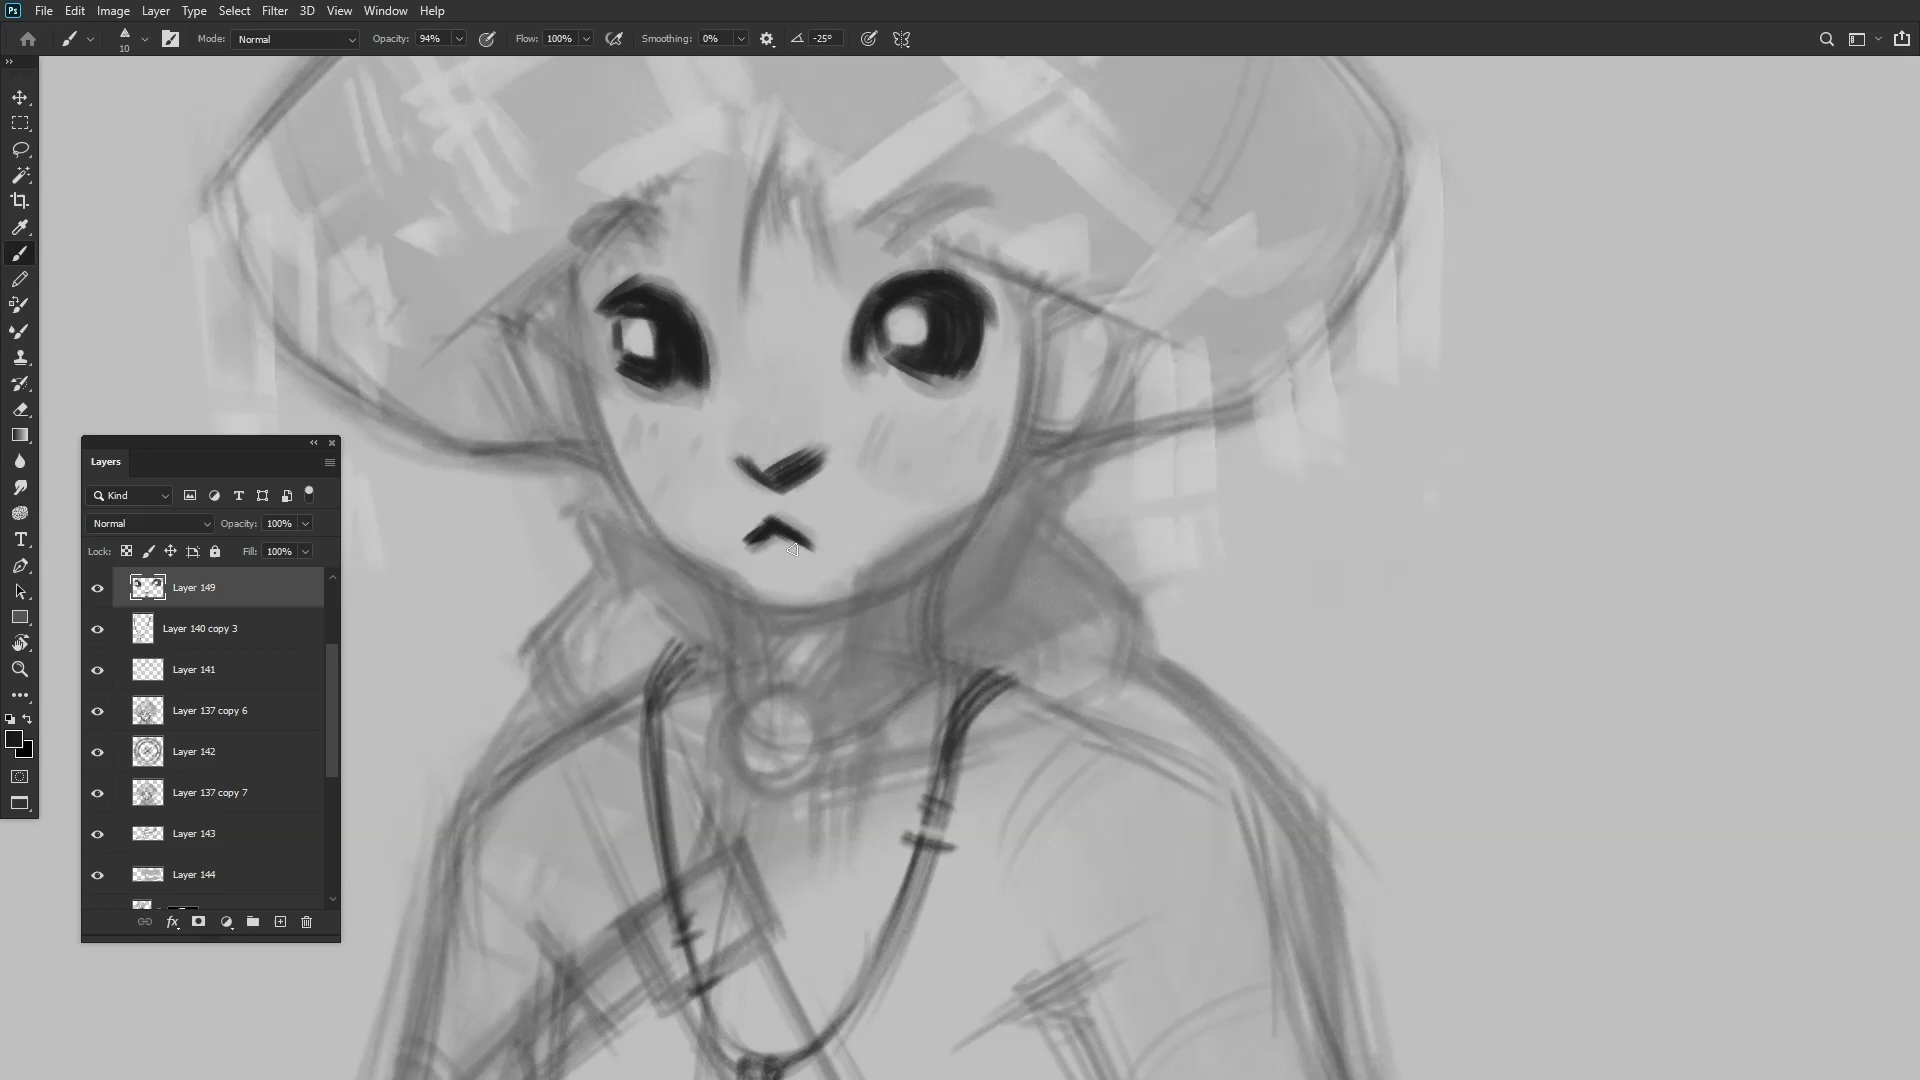 Ps File Edit Image Layer Type Select Filter 3D View Window Help
10 Mode: Normal Opacity: 94% Flow: 100% Smoothing: 0% -25°
Layers
Kind
Normal Opacity: 100%
Lock: Fill: 100%
Layer 149
Layer 140 copy 3
Layer 141
Layer 137 copy 6
Layer 142
Layer 137 copy 7
Layer 143
Layer 144
fx